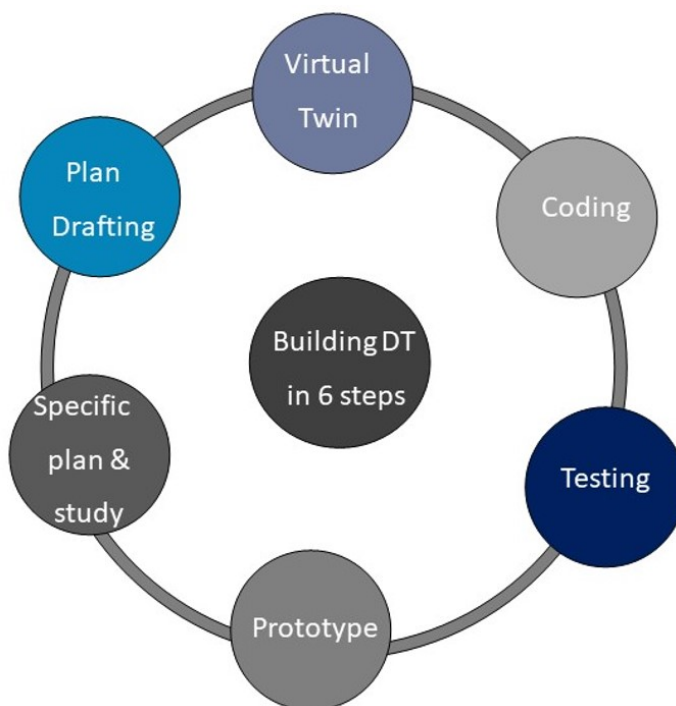 Virtual
Twin
Plan
Drafting
Coding
Building DT
in 6 steps
Specific
plan &
study
Testing
Prototype